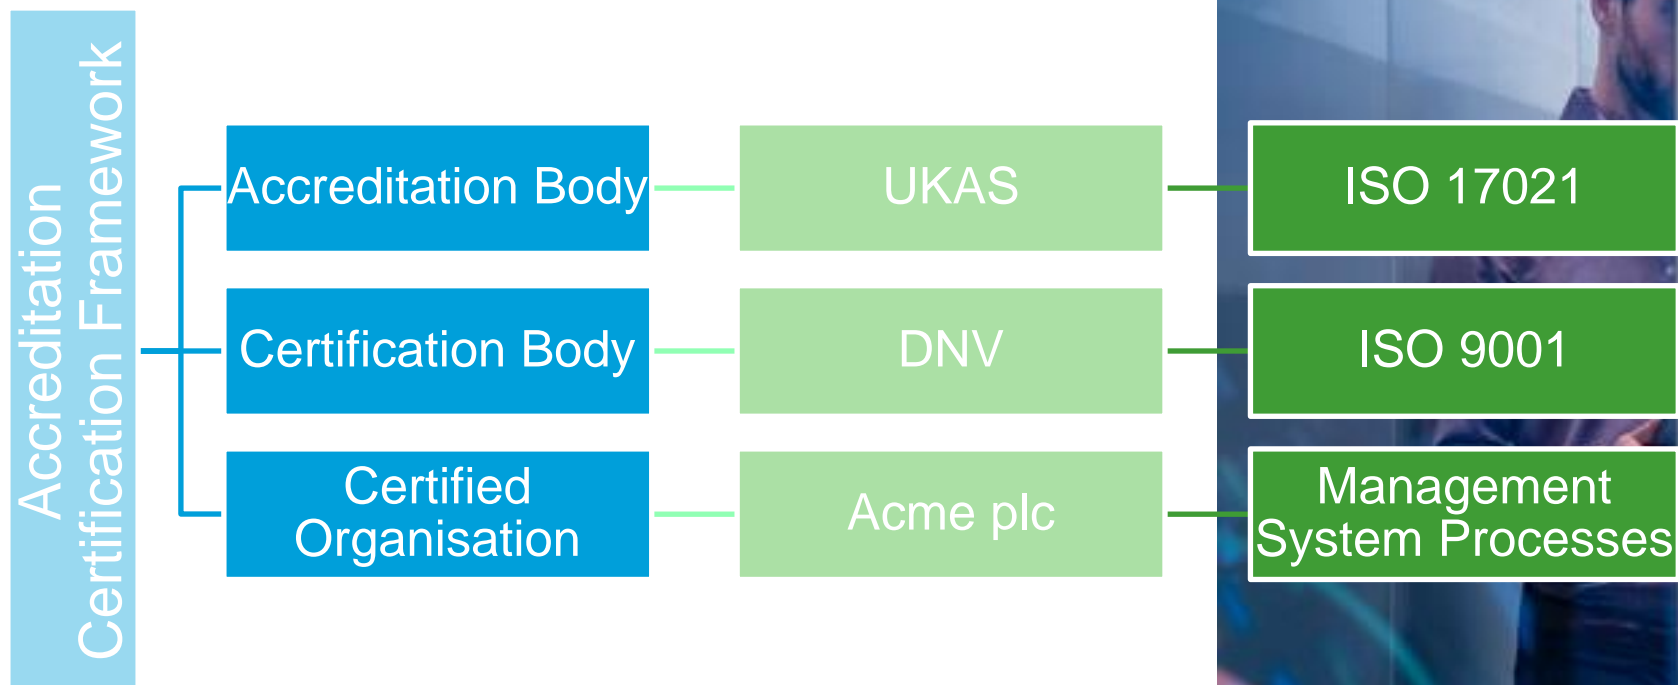 Accreditation
Certification Framework
Accreditation Body
UKAS
ISO 17021
Certification Body
DNV
ISO 9001
Certified
Organisation
Acme plc
Management
System Processes